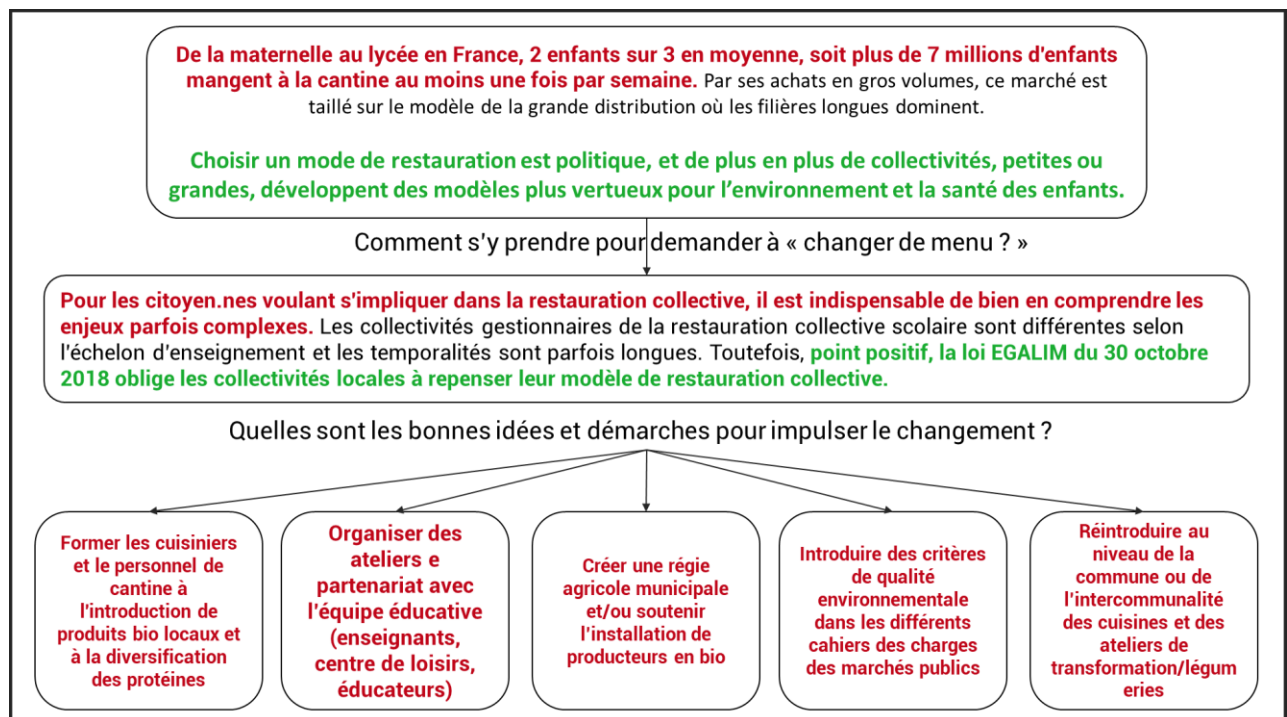 De la maternelle au lycée en France, 2 enfants sur 3 en moyenne, soit plus de 7 millions d'enfants
mangent à la cantine au moins une fois par semaine. Par ses achats en gros volumes, ce marché est
taillé sur le modèle de la grande distribution où les filières longues dominent.
Choisir un mode de restauration est politique, et de plus en plus de collectivités, petites ou
grandes, développent des modèles plus vertueux pour l'environnement et la santé des enfants.
Comment s'y prendre pour demander à « changer de menu ? »
Pour les citoyen.nes voulant s'impliquer dans la restauration collective, il est indispensable de bien en comprendre les
enjeux parfois complexes. Les collectivités gestionnaires de la restauration collective scolaire sont différentes selon
l'échelon d'enseignement et les temporalités sont parfois longues. Toutefois, point positif, la loi EGALIM du 30 octobre
2018 oblige les collectivités locales à repenser leur modèle de restauration collective.
Quelles sont les bonnes idées et démarches pour impulser le changement ?
Former les cuisiniers
et le personnel de
cantine à
l'introduction de
produits bio locaux et
à la diversification
des protéines
Organiser des
ateliers e
partenariat avec
l'équipe éducative
(enseignants,
centre de loisirs,
éducateurs)
Créer une régie
agricole municipale
et/ou soutenir
l'installation de
producteurs en bio
Introduire des critères
de qualité
environnementale
dans les différents
cahiers des charges
des marchés publics
Réintroduire au
niveau de la
commune ou de
l'intercommunalité
des cuisines et des
ateliers de
transformation/légum
eries